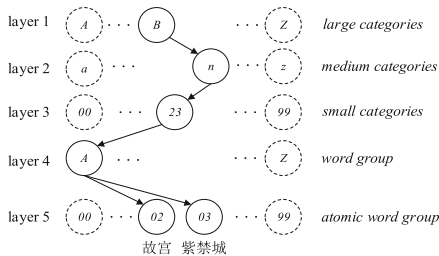 layer 1 A ··· B ··· Z large categories
layer 2 a ··· n ··· z medium categories
layer 3 00 ··· 23 ··· 99 small categories
layer 4 A ··· ··· Z word group
layer 5 00 ··· 02 03 ··· 99 atomic word group
故宫 紫禁城